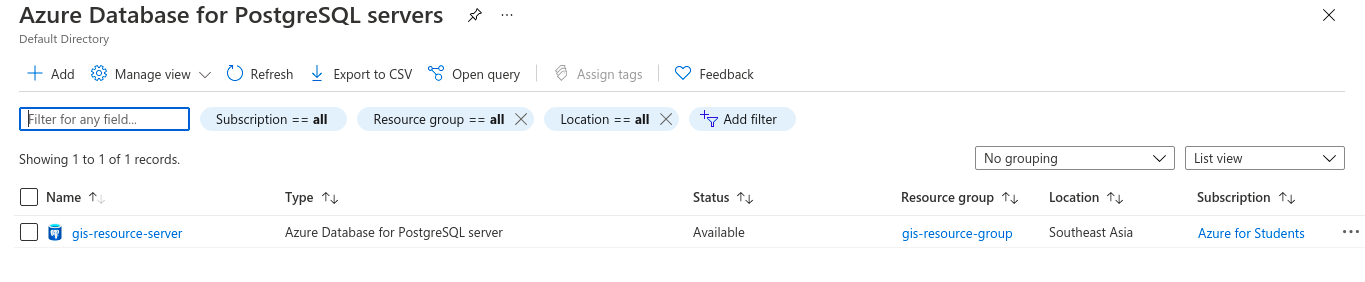 Azure Database for PostgreSQL servers
Default Directory
Add Manage view Refresh Export to CSV Open query Assign tags Feedback
Filter for any field... Subscription == all Resource group == all Location == all Add filter
Showing 1 to 1 of 1 records. No grouping List view
Name Type Status Resource group Location Subscription
gis-resource-server Azure Database for PostgreSQL server Available gis-resource-group Southeast Asia Azure for Students